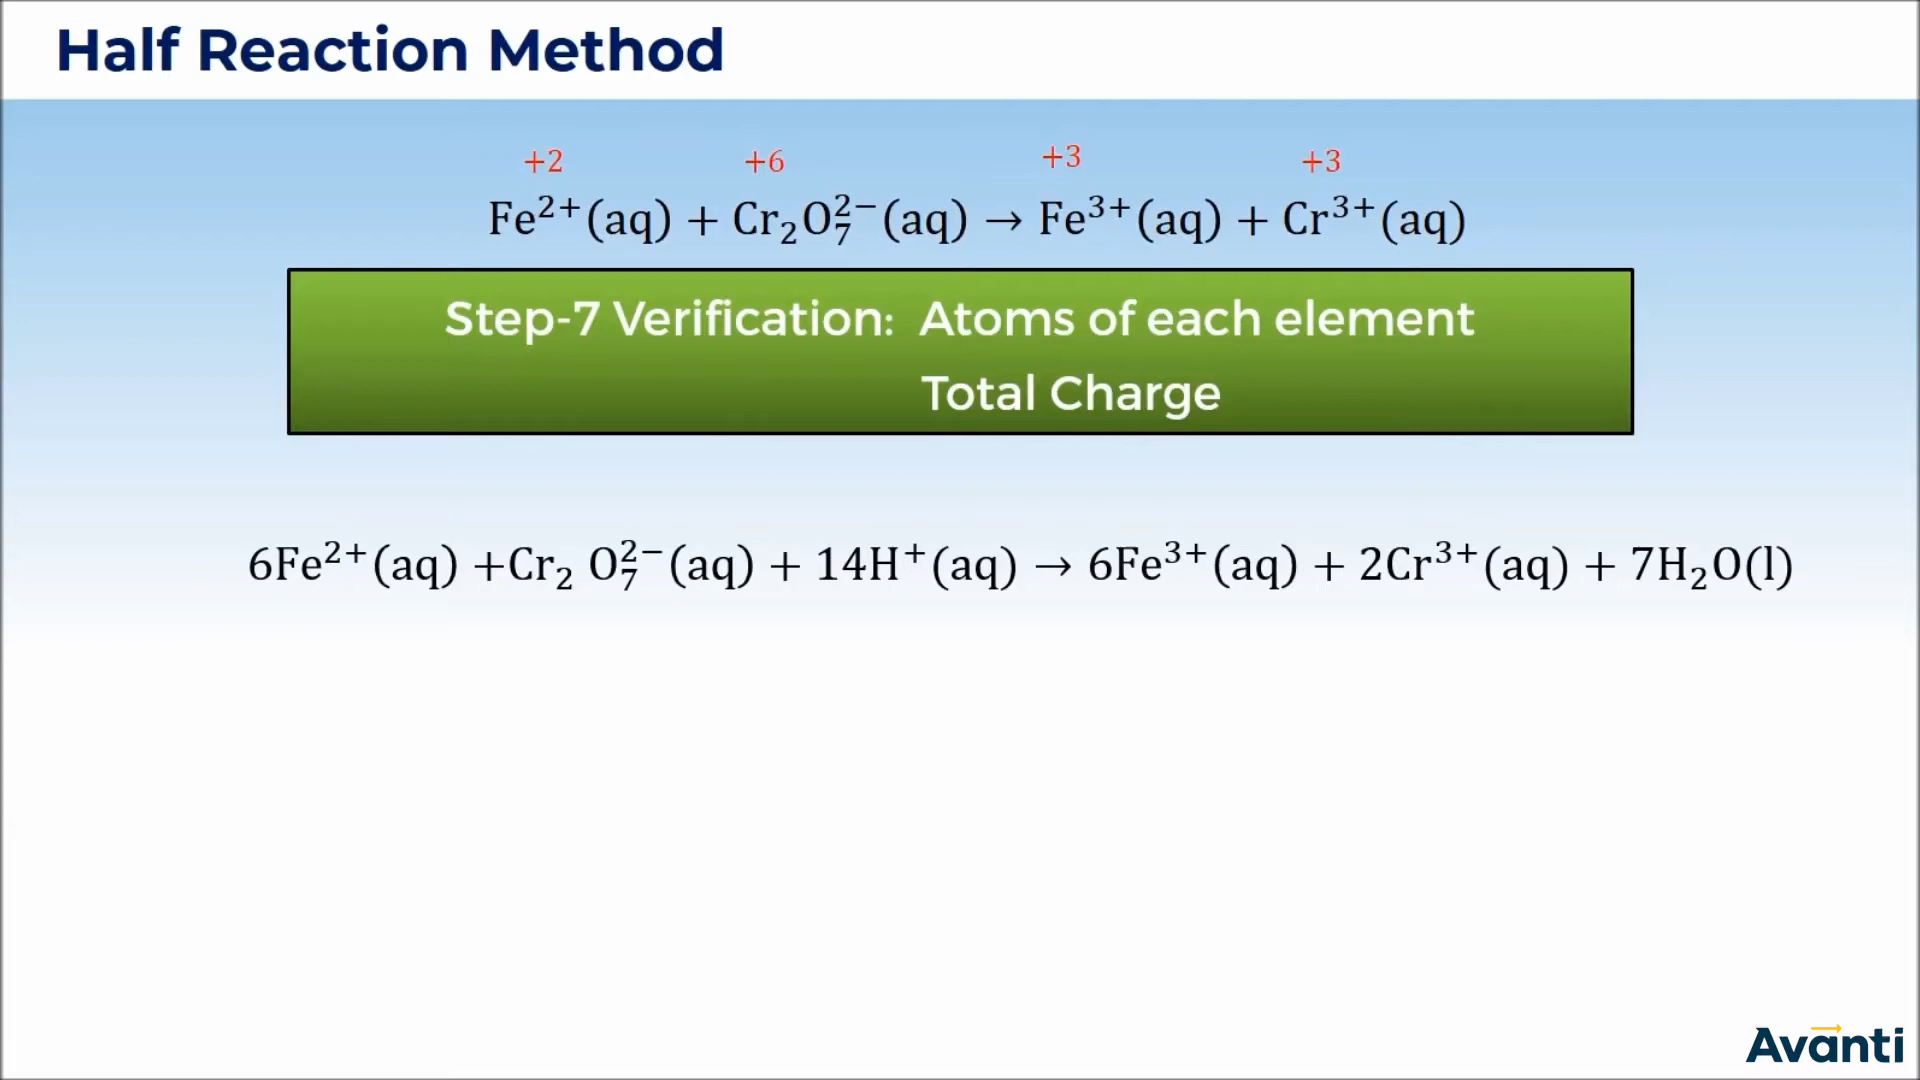 Half Reaction Method
+2 +6 +3 +3
Fe²⁺(aq) + Cr₂O₇²⁻(aq) → Fe³⁺(aq) + Cr³⁺(aq)
Step-7 Verification: Atoms of each element
Total Charge
6Fe²⁺(aq) +Cr₂ O₇²⁻(aq) + 14H⁺(aq) → 6Fe³⁺(aq) + 2Cr³⁺(aq) + 7H₂O(l)
Avanti